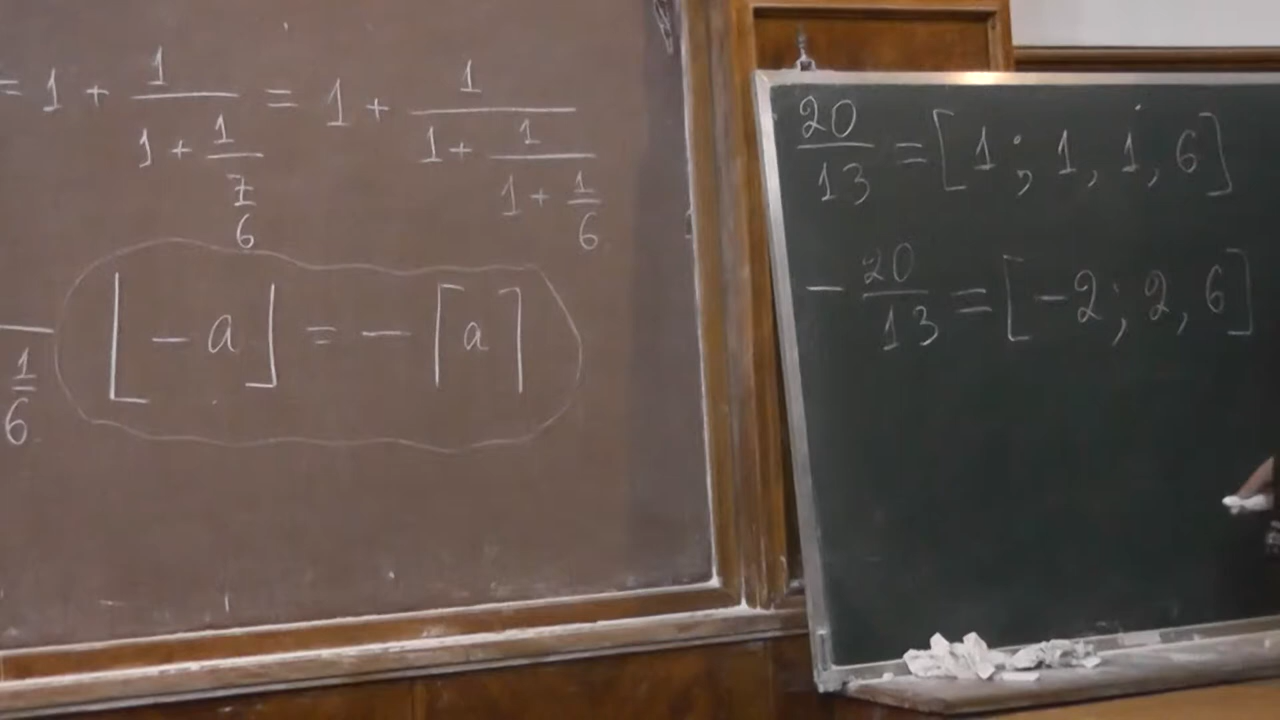 = 1 + 1/(1 + 1/(7/6)) = 1 + 1/(1 + 1/(1 + 1/6))
1/6
⌊-a⌋ = -⌈a⌉
20/13 = [1; 1, 1, 6]
-20/13 = [-2; 2, 6]